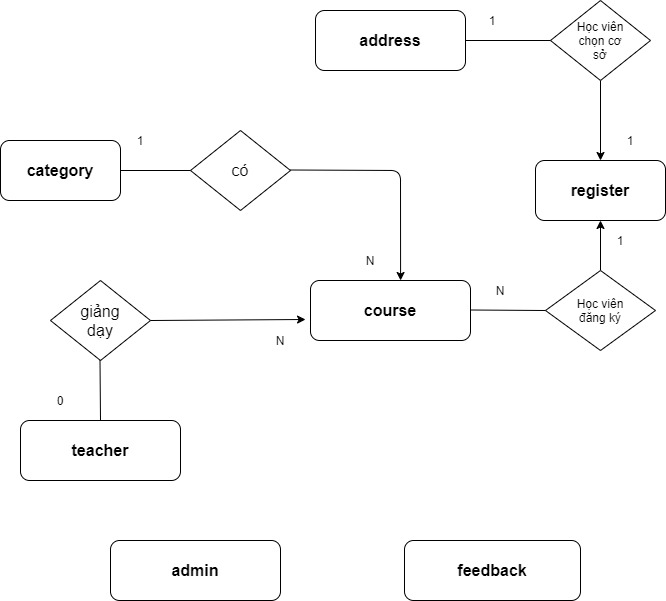 address
1
Học viên
chọn cơ
sở
category
1
có
1
register
1
N
course
N
Học viên
đăng ký
giảng
dạy
N
0
teacher
admin
feedback